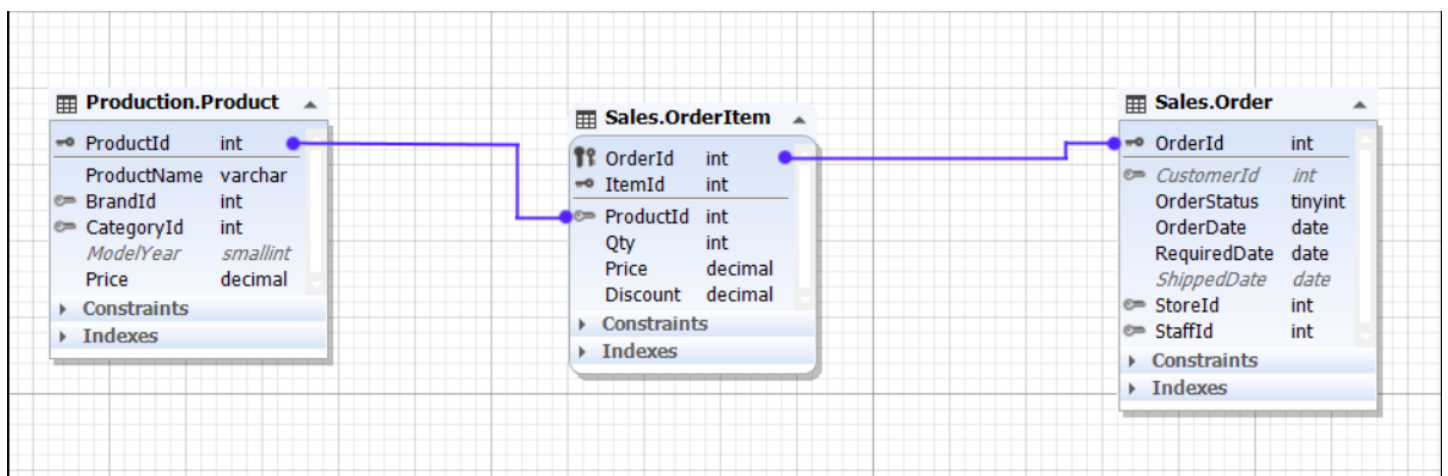 Production.Product
ProductId int
ProductName varchar
BrandId int
CategoryId int
ModelYear smallint
Price decimal
Constraints
Indexes
Sales.OrderItem
OrderId int
ItemId int
ProductId int
Qty int
Price decimal
Discount decimal
Constraints
Indexes
Sales.Order
OrderId int
CustomerId int
OrderStatus tinyint
OrderDate date
RequiredDate date
ShippedDate date
StoreId int
StaffId int
Constraints
Indexes